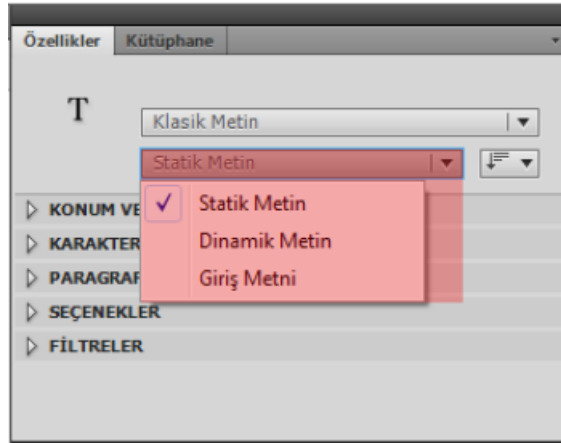 Özellikler Kütüphane
T
Klasik Metin
Statik Metin
Statik Metin
Dinamik Metin
Giriş Metni
KONUM VE
KARAKTER
PARAGRAF
SEÇENEKLER
FİLTRELER